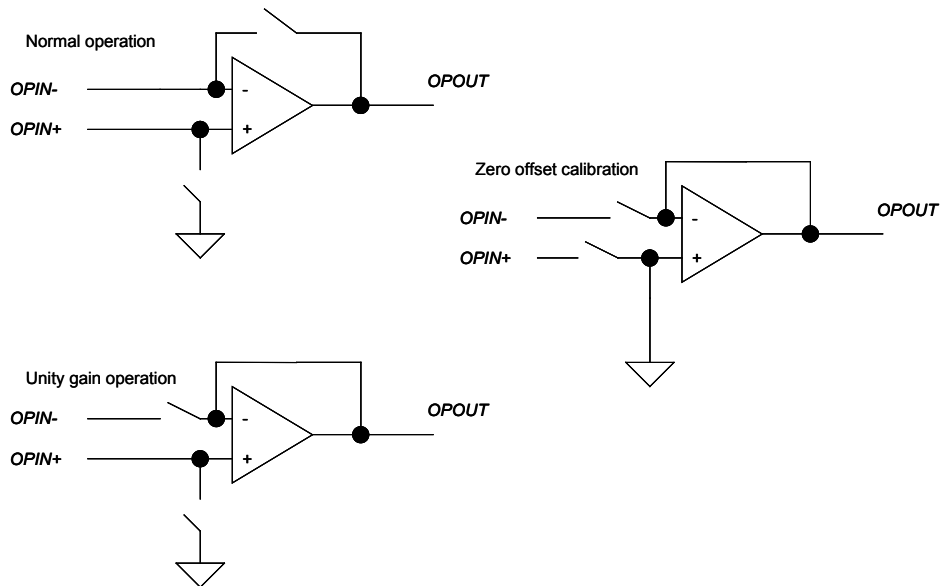 Normal operation
OPIN-
OPIN+
-
+
OPOUT
Zero offset calibration
OPIN-
OPIN+
-
+
OPOUT
Unity gain operation
OPIN-
OPIN+
-
+
OPOUT